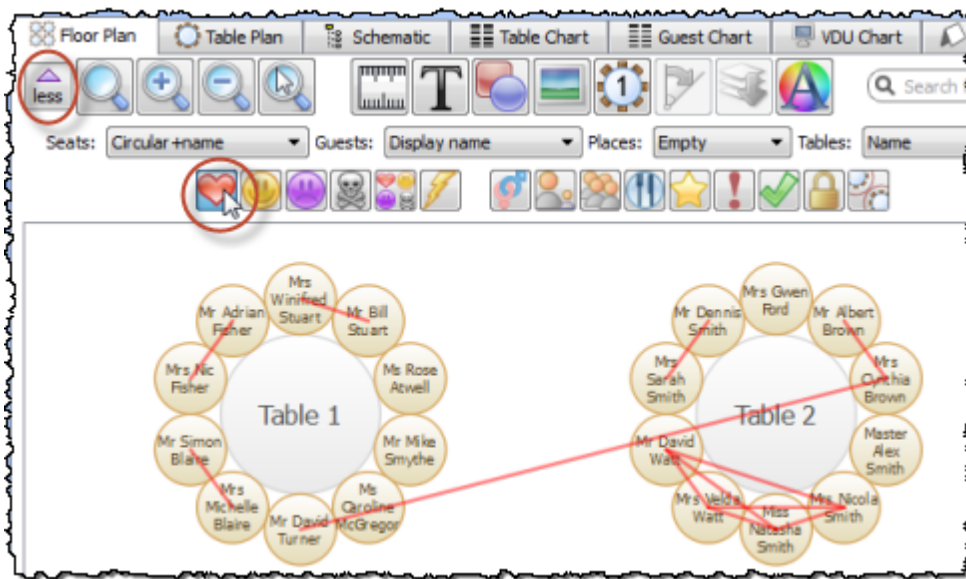 Floor Plan Table Plan Schematic Table Chart Guest Chart VDU Chart
less T 1 A Search
Seats: Circular+name Guests: Display name Places: Empty Tables: Name
Mrs
Winifred
Stuart
Mr Adrian
Fisher
Mr Bill
Stuart
Mrs Nic
Fisher
Ms Rose
Atwell
Table 1
Mr Simon
Blaire
Mr Mike
Smythe
Mrs
Michelle
Blaire
Ms
Caroline
McGregor
Mr David
Turner
Mrs Gwen
Ford
Mr Dennis
Smith
Mr Albert
Brown
Mrs
Sarah
Smith
Mrs
Cynthia
Brown
Table 2
Mr David
Watt
Master
Alex
Smith
Mrs Velda
Watt
Mrs Nicola
Smith
Miss
Natasha
Smith